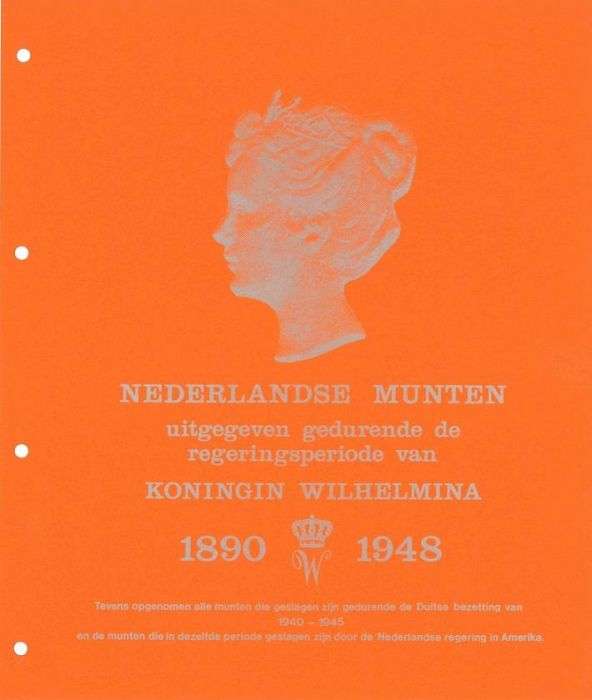 NEDERLANDSE MUNTEN
uitgegeven gedurende de
regeringsperiode van
KONINGIN WILHELMINA
1890 W 1948
Tevens opgenomen alle munten die geslagen zijn gedurende de Duitse bezetting van
1940 - 1945
en de munten die in dezelfde periode geslagen zijn door de Nederlandse regering in Amerika.